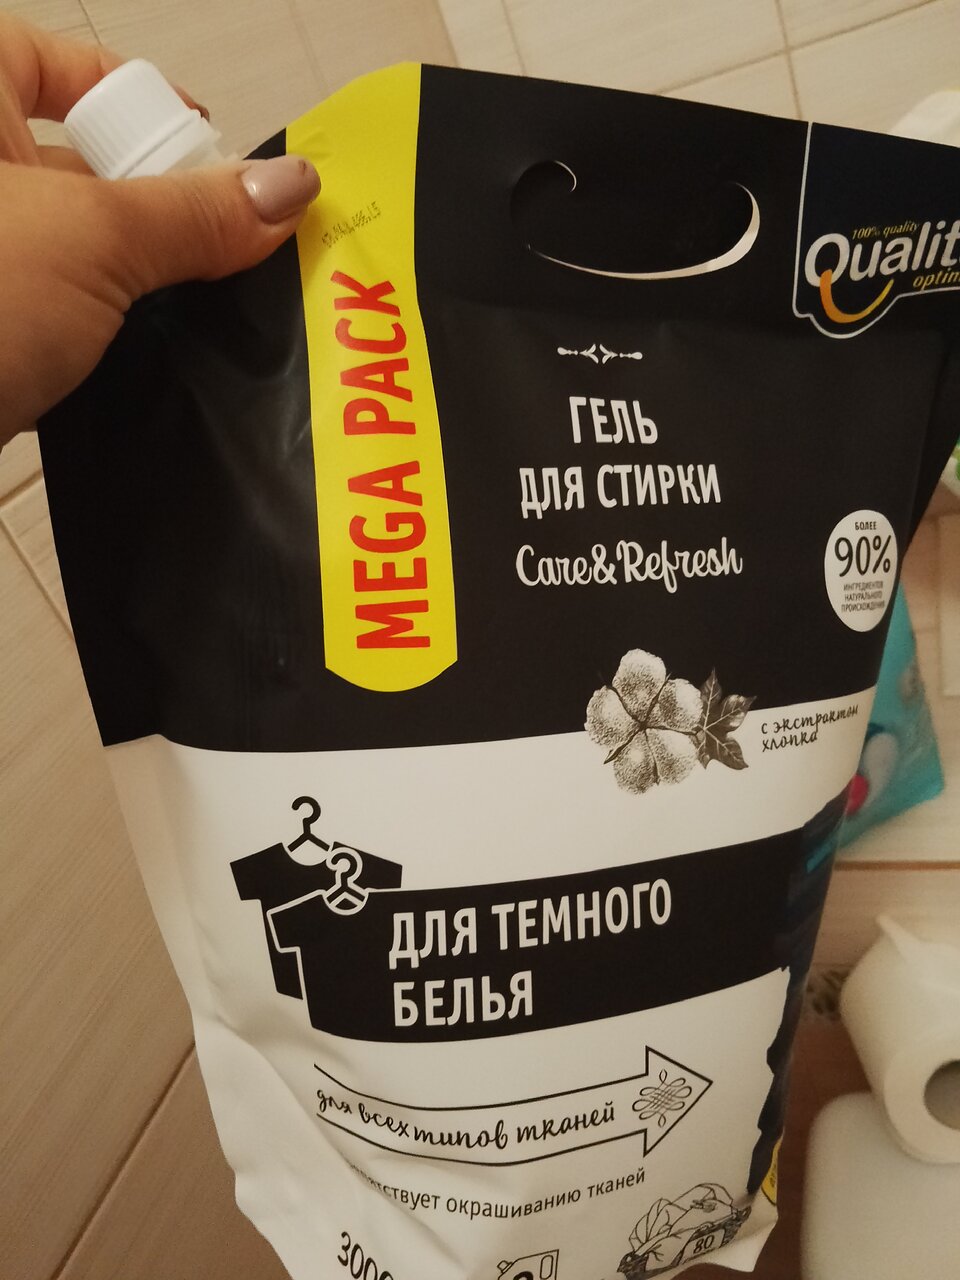 MEGA PACK
100% quality
Qualit
optim
ГЕЛЬ
ДЛЯ СТИРКИ
Care&Refresh
БОЛЕЕ
90%
ИНГРЕДИЕНТОВ
НАТУРАЛЬНОГО
ПРОИСХОЖДЕНИЯ
с экстрактом
хлопка
ДЛЯ ТЕМНОГО
БЕЛЬЯ
для всех типов тканей
окрашиванию тканей
80